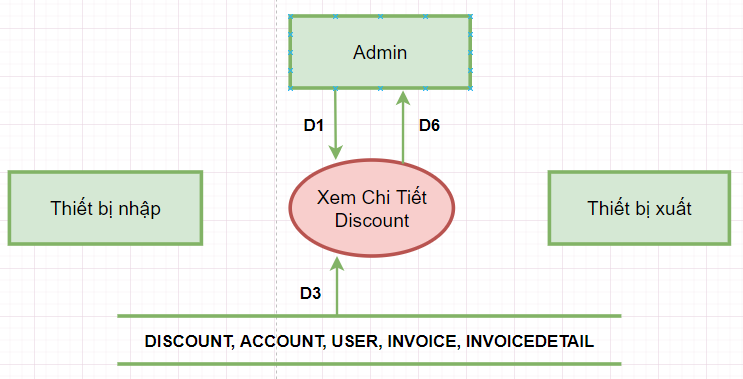 Admin
D1
D6
Thiết bị nhập
Xem Chi Tiết
Discount
Thiết bị xuất
D3
DISCOUNT, ACCOUNT, USER, INVOICE, INVOICEDETAIL